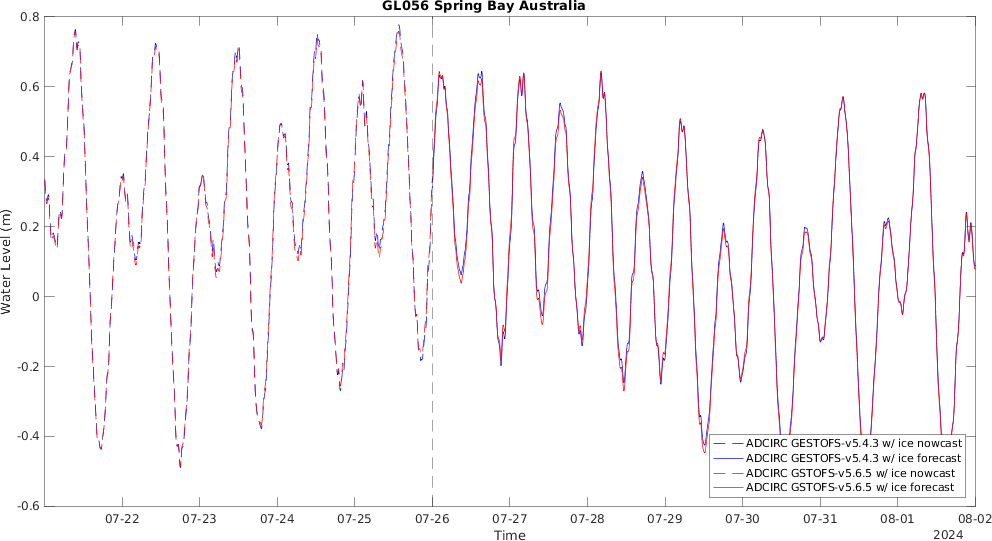 GL056 Spring Bay Australia
Water Level (m)
0.8
0.6
0.4
0.2
0
-0.2
-0.4
-0.6
ADCIRC GESTOFS-v5.4.3 w/ ice nowcast
ADCIRC GESTOFS-v5.4.3 w/ ice forecast
ADCIRC GSTOFS-v5.6.5 w/ ice nowcast
ADCIRC GSTOFS-v5.6.5 w/ ice forecast
07-22 07-23 07-24 07-25 07-26 07-27 07-28 07-29 07-30 07-31 08-01 08-02
Time
2024